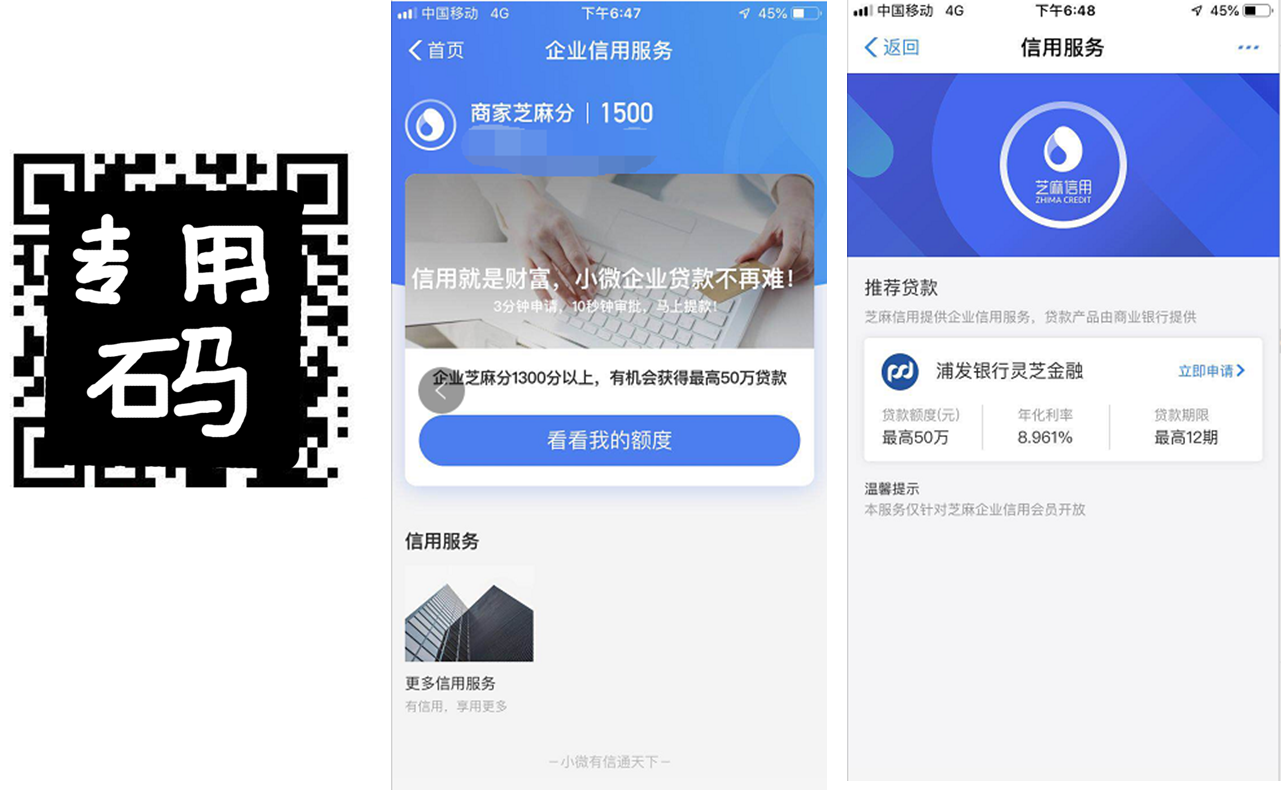 专用
码
中国移动 4G 下午6:47 45%
首页 企业信用服务
商家芝麻分 | 1500
信用就是财富，小微企业贷款不再难！
3分钟申请，10秒钟审批，马上提款！
企业芝麻分1300分以上，有机会获得最高50万贷款
看看我的额度
信用服务
更多信用服务
有信用，享用更多
－小微有信通天下－
中国移动 4G 下午6:48 45%
返回 信用服务 ···
芝麻信用
ZHIMA CREDIT
推荐贷款
芝麻信用提供企业信用服务，贷款产品由商业银行提供
浦发银行灵芝金融 立即申请
贷款额度(元) 年化利率 贷款期限
最高50万 8.961% 最高12期
温馨提示
本服务仅针对芝麻企业信用会员开放